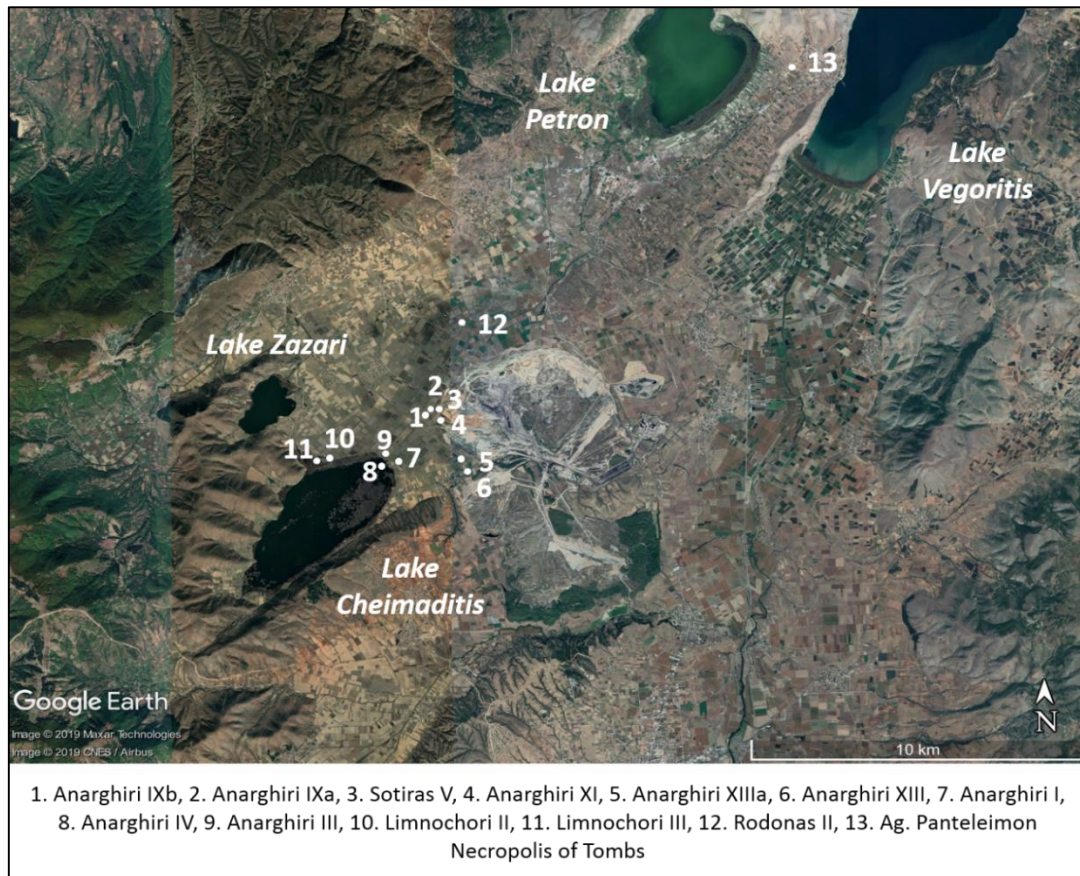 Lake
Petron
13
Lake
Vegoritis
12
Lake Zazari
2
3
1
4
10
9
11
7
5
8
6
Lake
Cheimaditis
Google Earth
Image © 2019 Maxar Technologies
Image © 2019 CNES / Airbus
N
10 km
1. Anarghiri IXb, 2. Anarghiri IXa, 3. Sotiras V, 4. Anarghiri XI, 5. Anarghiri XIIIa, 6. Anarghiri XIII, 7. Anarghiri I,
8. Anarghiri IV, 9. Anarghiri III, 10. Limnochori II, 11. Limnochori III, 12. Rodonas II, 13. Ag. Panteleimon
Necropolis of Tombs